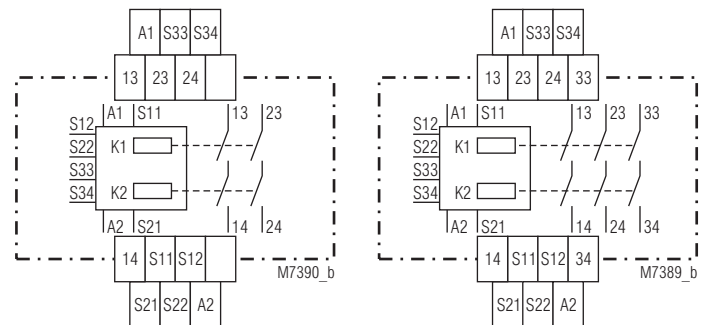 A1 S33 S34
13 23 24
A1 S11 13 23
S12
S22 K1
S33
S34 K2
A2 S21 14 24
14 S11 S12
M7390_b
S21 S22 A2
A1 S33 S34
13 23 24 33
A1 S11 13 23 33
S12
S22 K1
S33
S34 K2
A2 S21 14 24 34
14 S11 S12 34
M7389_b
S21 S22 A2